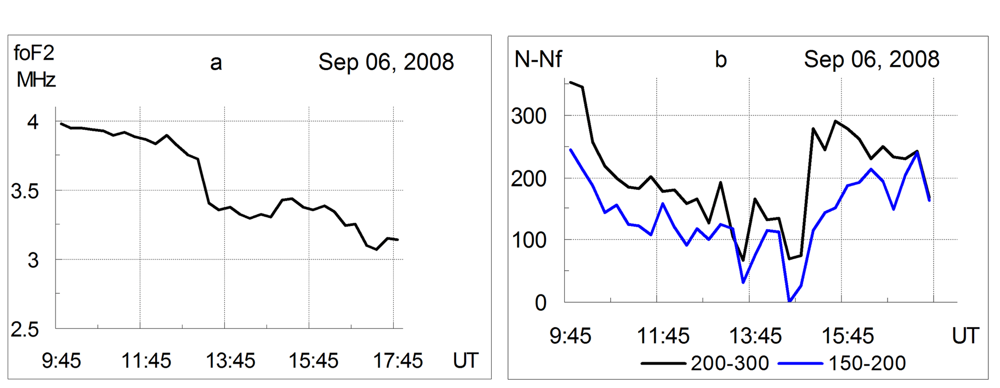 foF2
MHz
a
Sep 06, 2008
4
3.5
3
2.5
9:45 11:45 13:45 15:45 17:45 UT
N-Nf
b
Sep 06, 2008
300
200
100
0
9:45 11:45 13:45 15:45 UT
200-300 150-200